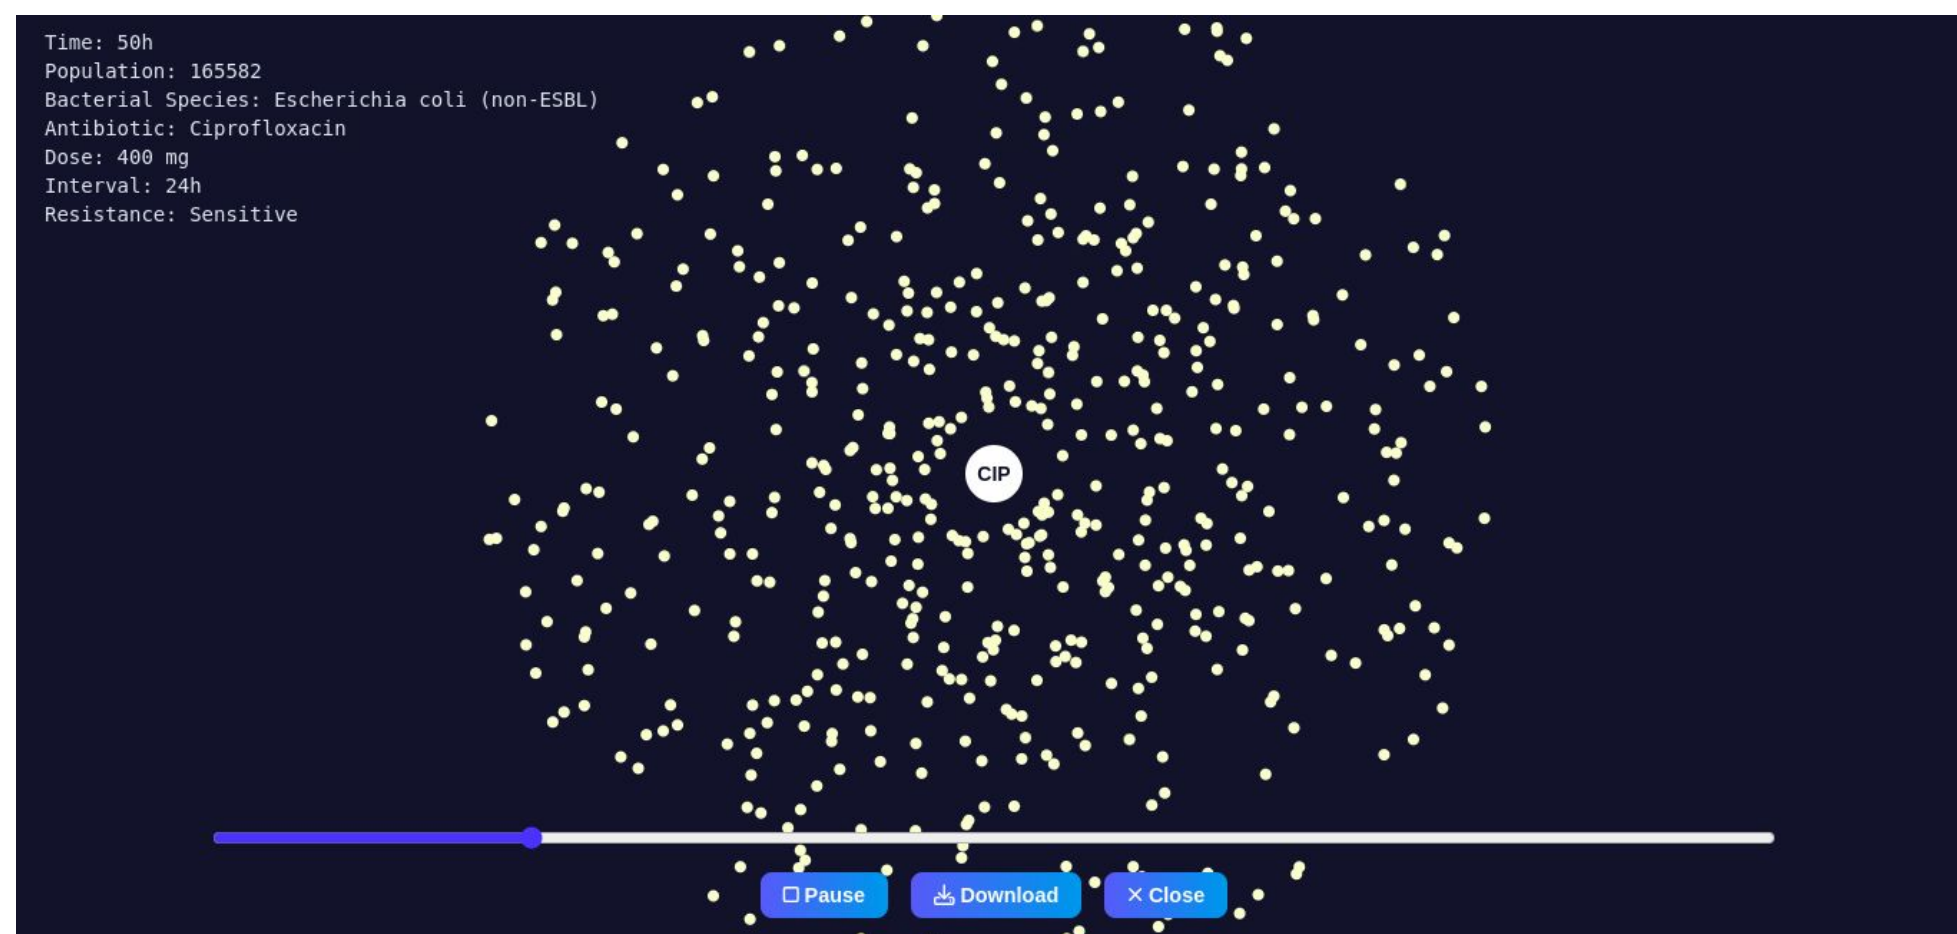 Time: 50h
Population: 165582
Bacterial Species: Escherichia coli (non-ESBL)
Antibiotic: Ciprofloxacin
Dose: 400 mg
Interval: 24h
Resistance: Sensitive
CIP
Pause
Download
Close